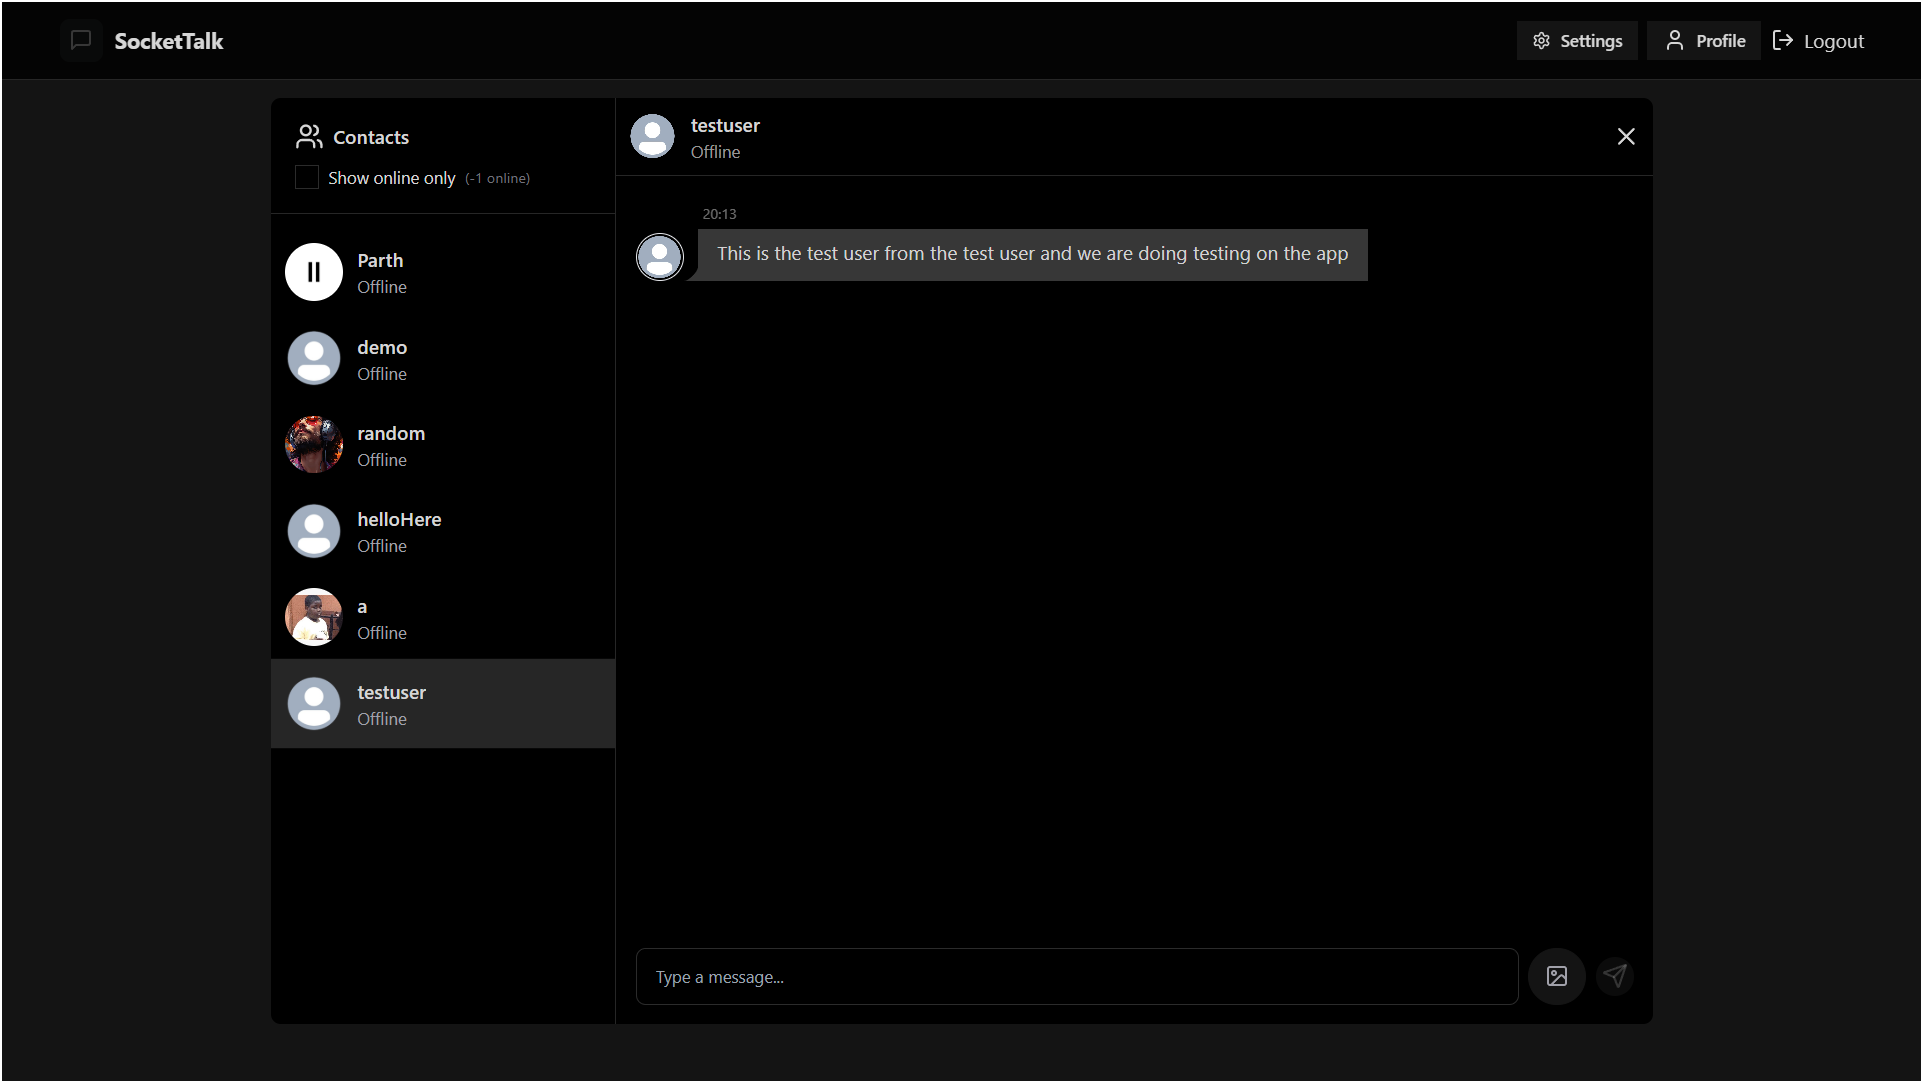 SocketTalk
Settings
Profile
Logout
Contacts
Show online only (-1 online)
Parth
Offline
demo
Offline
random
Offline
helloHere
Offline
a
Offline
testuser
Offline
testuser
Offline
20:13
This is the test user from the test user and we are doing testing on the app
Type a message...